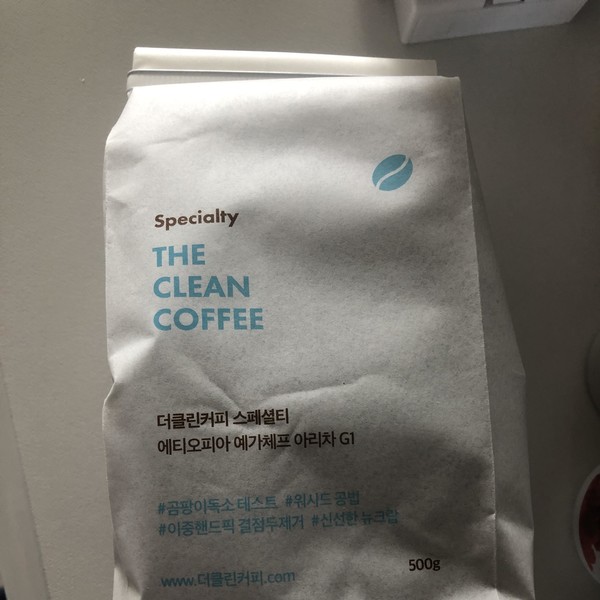 Specialty
THE
CLEAN
COFFEE
더클린커피 스페셜티
에티오피아 예가체프 아리차 G1
#곰팡이독소 테스트 #워시드 공법
#이중핸드픽 결점두제거 #신선한 뉴크랍
500g
www.더클린커피.com